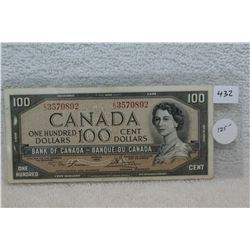 432
125-
100 CANADA 100
C/J 3570892 C/J 3570892
ONE HUNDRED 100 CENT
DOLLARS DOLLARS
BANK OF CANADA - BANQUE DU CANADA
ONE
HUNDRED
CENT